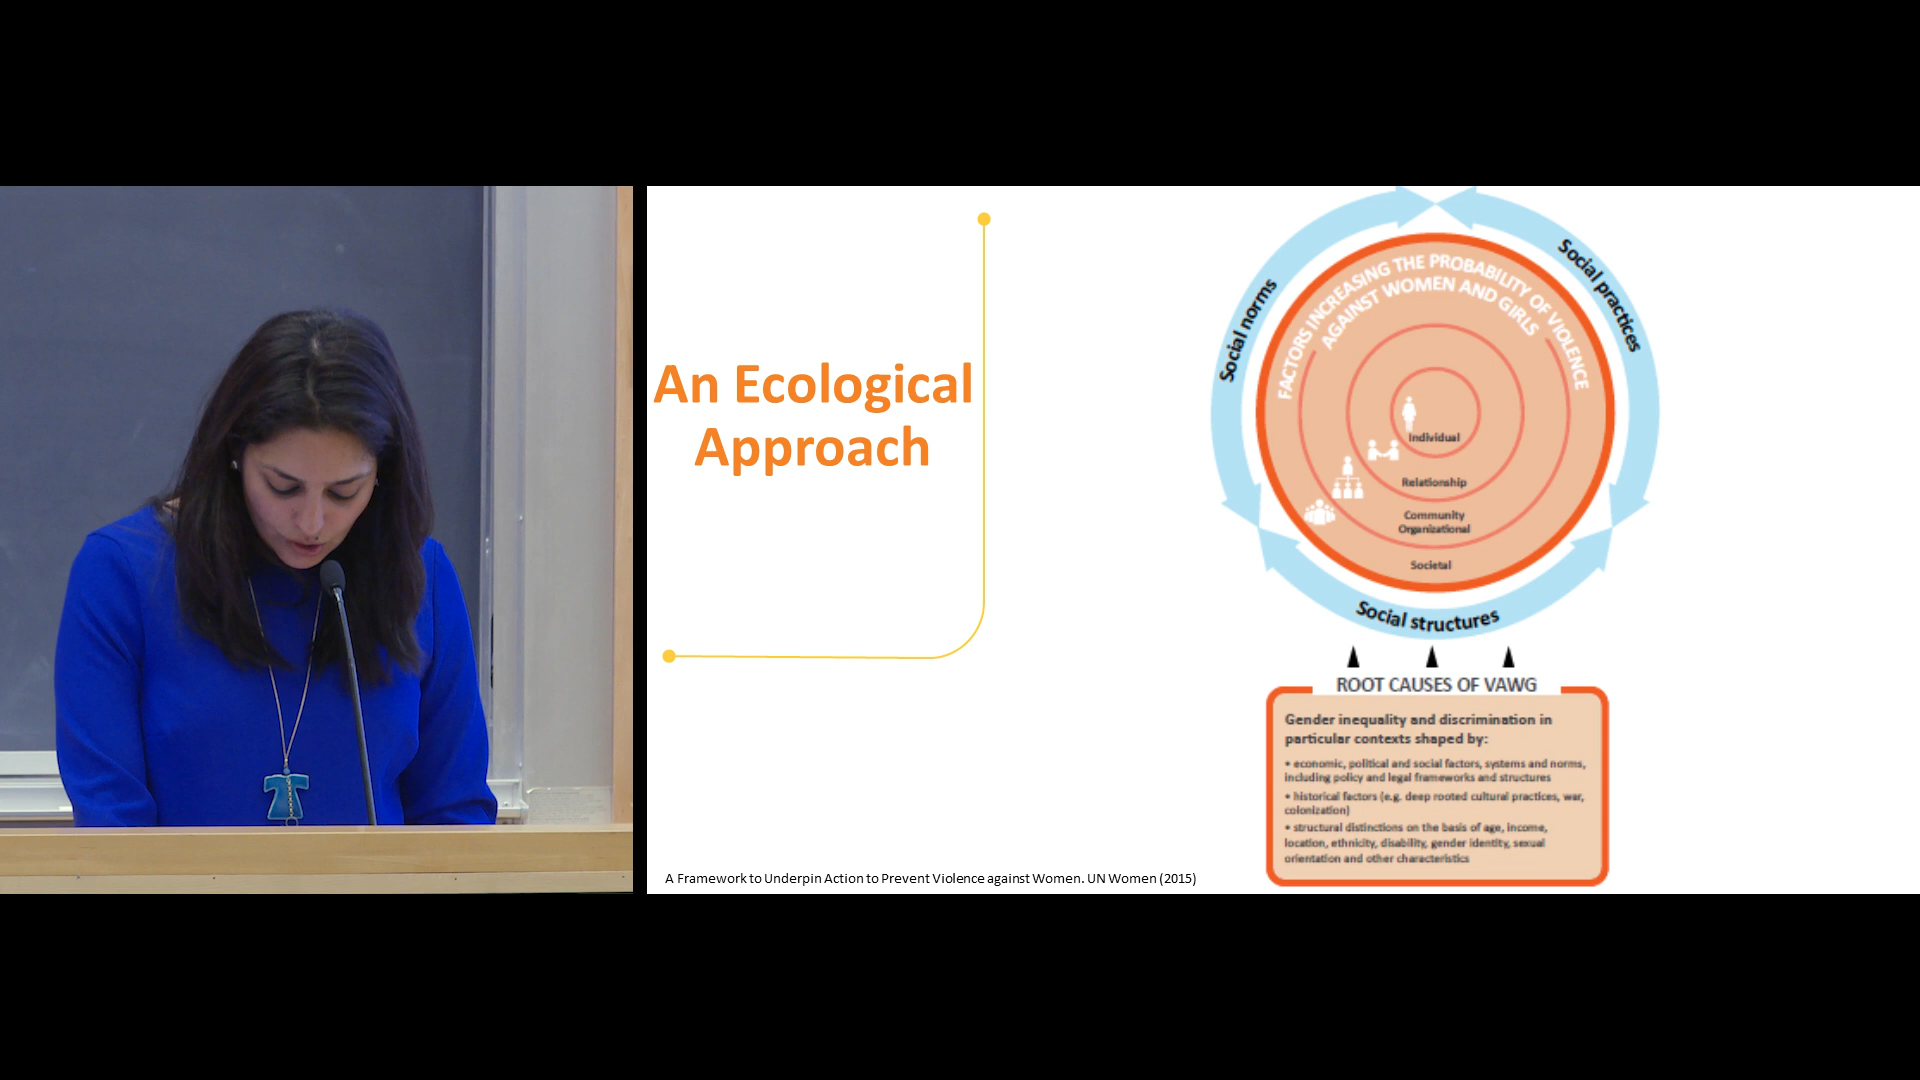 An Ecological
Approach
Social norms
Social practices
FACTORS INCREASING THE PROBABILITY OF VIOLENCE
AGAINST WOMEN AND GIRLS
Individual
Relationship
Community
Organizational
Societal
Social structures
ROOT CAUSES OF VAWG
Gender inequality and discrimination in
particular contexts shaped by:
• economic, political and social factors, systems and norms,
including policy and legal frameworks and structures
• historical factors (e.g. deep rooted cultural practices, war,
colonization)
• structural distinctions on the basis of age, income,
location, ethnicity, disability, gender identity, sexual
orientation and other characteristics
A Framework to Underpin Action to Prevent Violence against Women. UN Women (2015)